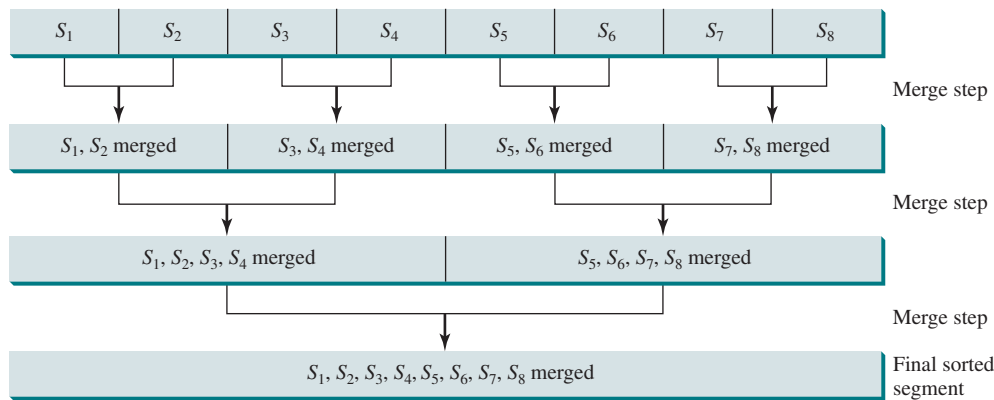 S₁ S₂ S₃ S₄ S₅ S₆ S₇ S₈
Merge step
S₁, S₂ merged S₃, S₄ merged S₅, S₆ merged S₇, S₈ merged
Merge step
S₁, S₂, S₃, S₄ merged S₅, S₆, S₇, S₈ merged
Merge step
S₁, S₂, S₃, S₄, S₅, S₆, S₇, S₈ merged
Final sorted
segment